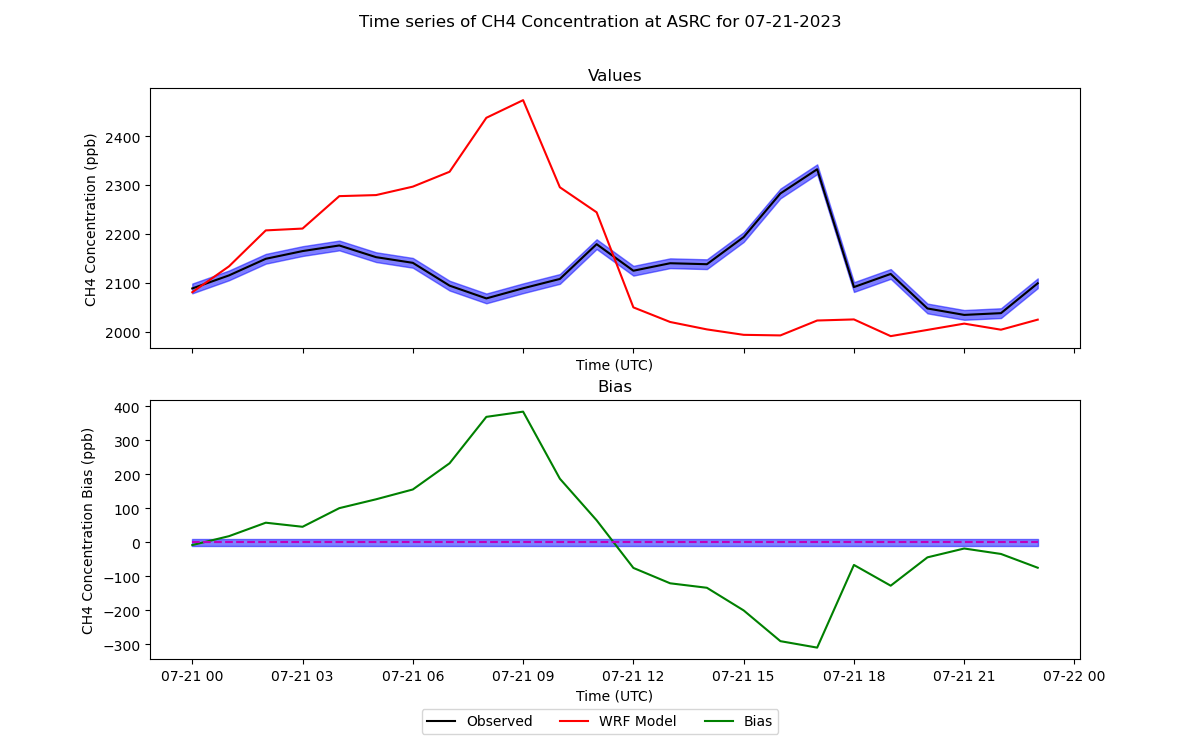 Time series of CH4 Concentration at ASRC for 07-21-2023
Values
CH4 Concentration (ppb)
2400
2300
2200
2100
2000
Time (UTC)
Bias
CH4 Concentration Bias (ppb)
400
300
200
100
0
−100
−200
−300
07-21 00 07-21 03 07-21 06 07-21 09 07-21 12 07-21 15 07-21 18 07-21 21 07-22 00
Time (UTC)
Observed WRF Model Bias